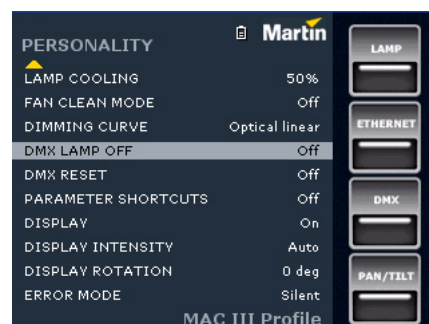 PERSONALITY
Martin
LAMP COOLING 50%
FAN CLEAN MODE Off
DIMMING CURVE Optical linear
DMX LAMP OFF Off
DMX RESET Off
PARAMETER SHORTCUTS Off
DISPLAY On
DISPLAY INTENSITY Auto
DISPLAY ROTATION 0 deg
ERROR MODE Silent
MAC III Profile
LAMP
ETHERNET
DMX
PAN/TILT